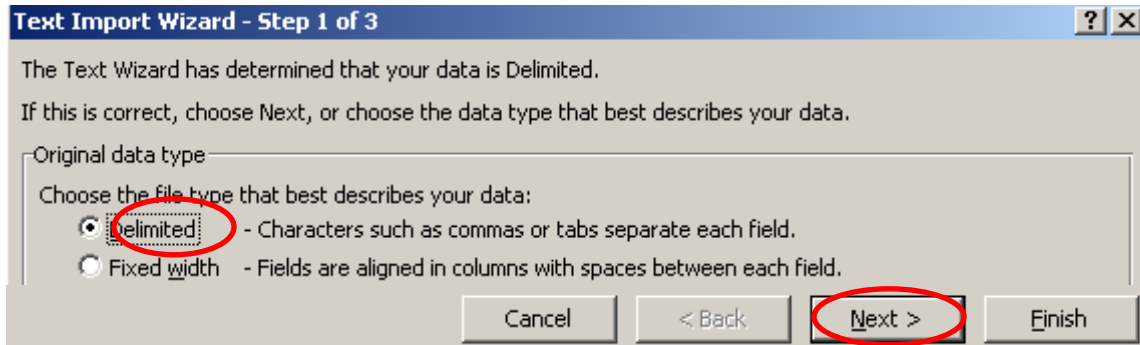 Text Import Wizard - Step 1 of 3
The Text Wizard has determined that your data is Delimited.
If this is correct, choose Next, or choose the data type that best describes your data.
Original data type
Choose the file type that best describes your data:
Delimited - Characters such as commas or tabs separate each field.
Fixed width - Fields are aligned in columns with spaces between each field.
Cancel < Back Next > Finish